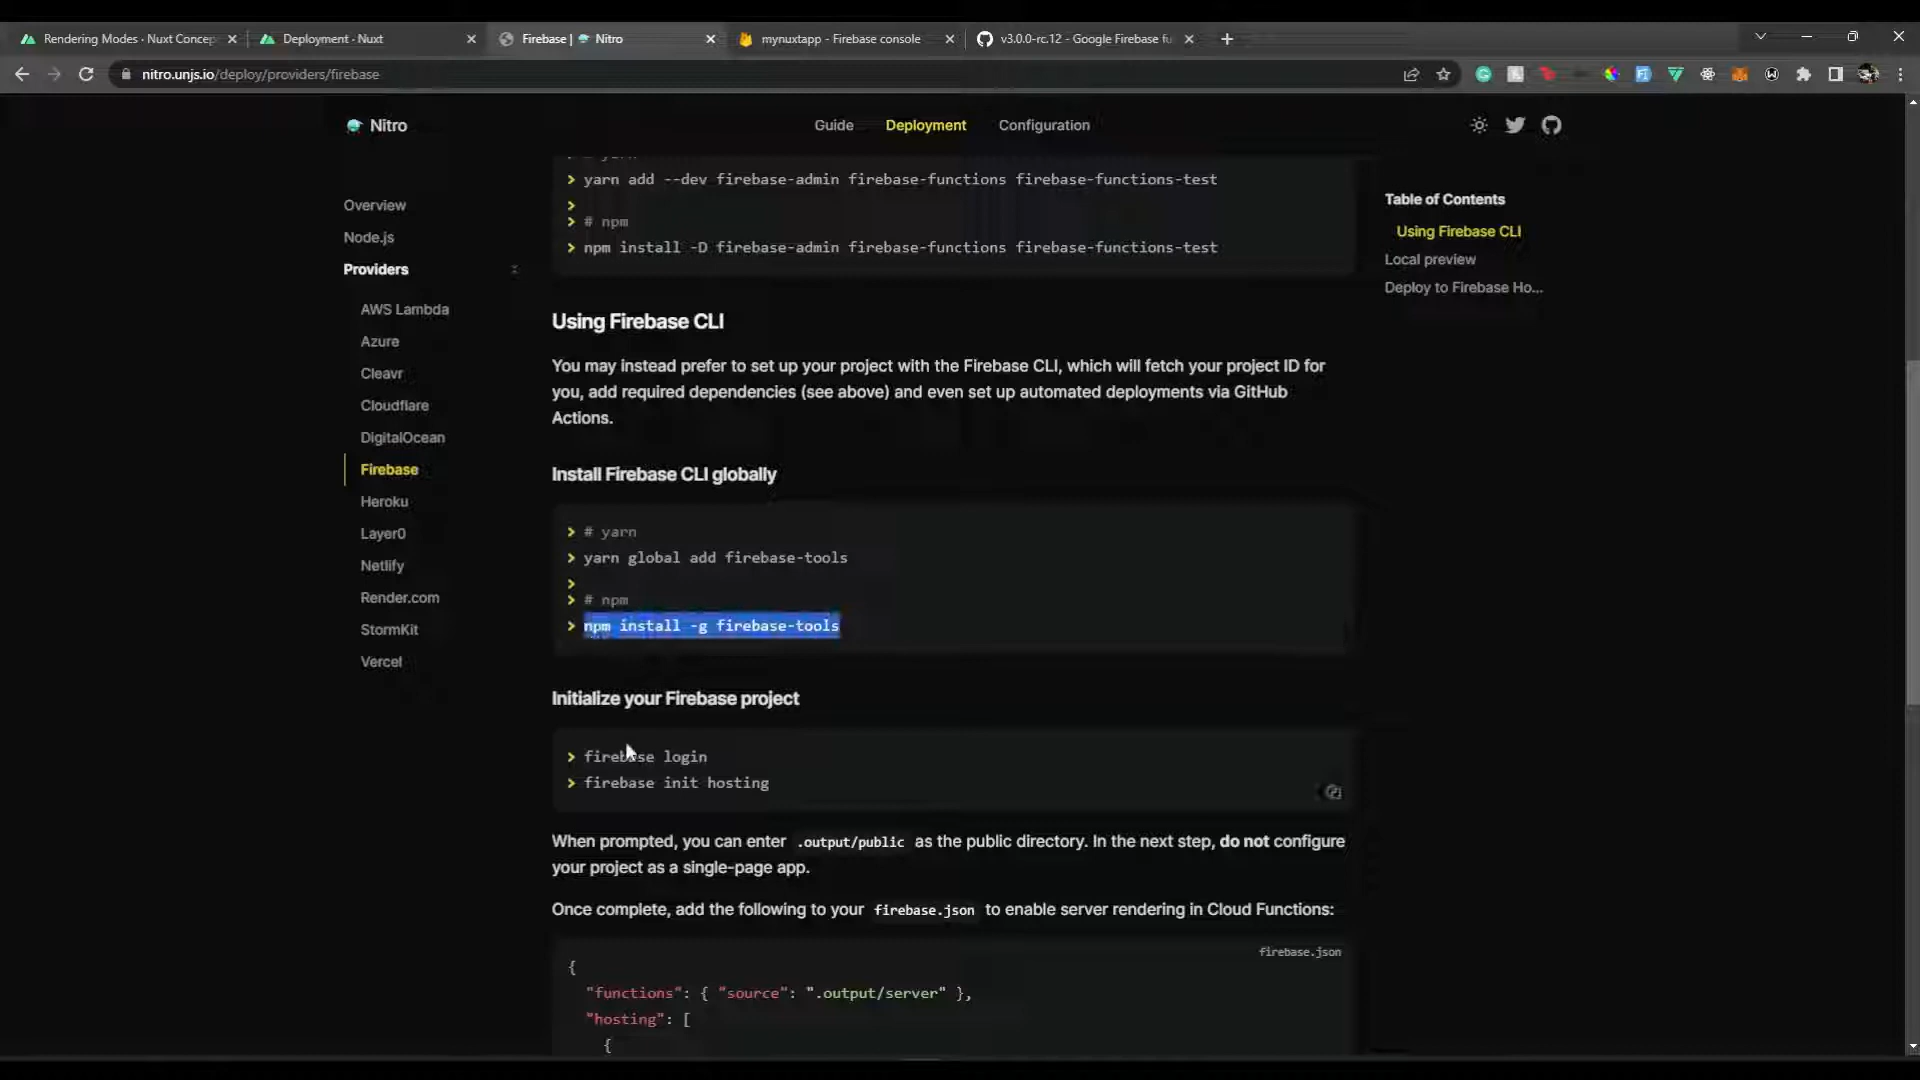 Rendering Modes · Nuxt Concep
Deployment · Nuxt
Firebase | Nitro
mynuxtapp - Firebase console
v3.0.0-rc.12 - Google Firebase fu
nitro.unjs.io/deploy/providers/firebase
Nitro
Guide
Deployment
Configuration
Overview
Node.js
Providers
AWS Lambda
Azure
Cleavr
Cloudflare
DigitalOcean
Firebase
Heroku
Layer0
Netlify
Render.com
StormKit
Vercel
> # yarn
> yarn add --dev firebase-admin firebase-functions firebase-functions-test
>
> # npm
> npm install -D firebase-admin firebase-functions firebase-functions-test
Using Firebase CLI
You may instead prefer to set up your project with the Firebase CLI, which will fetch your project ID for
you, add required dependencies (see above) and even set up automated deployments via GitHub
Actions.
Install Firebase CLI globally
> # yarn
> yarn global add firebase-tools
>
> # npm
> npm install -g firebase-tools
Initialize your Firebase project
> firebase login
> firebase init hosting
When prompted, you can enter .output/public as the public directory. In the next step, do not configure
your project as a single-page app.
Once complete, add the following to your firebase.json to enable server rendering in Cloud Functions:
firebase.json
{
"functions": { "source": ".output/server" },
"hosting": [
{
Table of Contents
Using Firebase CLI
Local preview
Deploy to Firebase Ho...